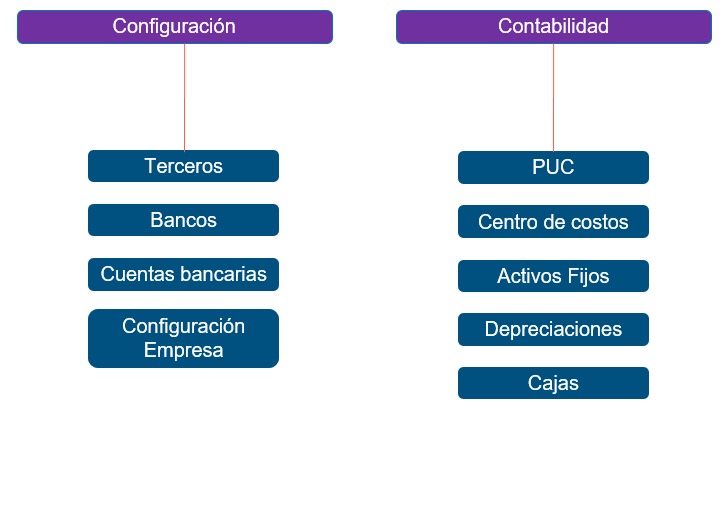 Configuración
Terceros
Bancos
Cuentas bancarias
Configuración
Empresa
Contabilidad
PUC
Centro de costos
Activos Fijos
Depreciaciones
Cajas